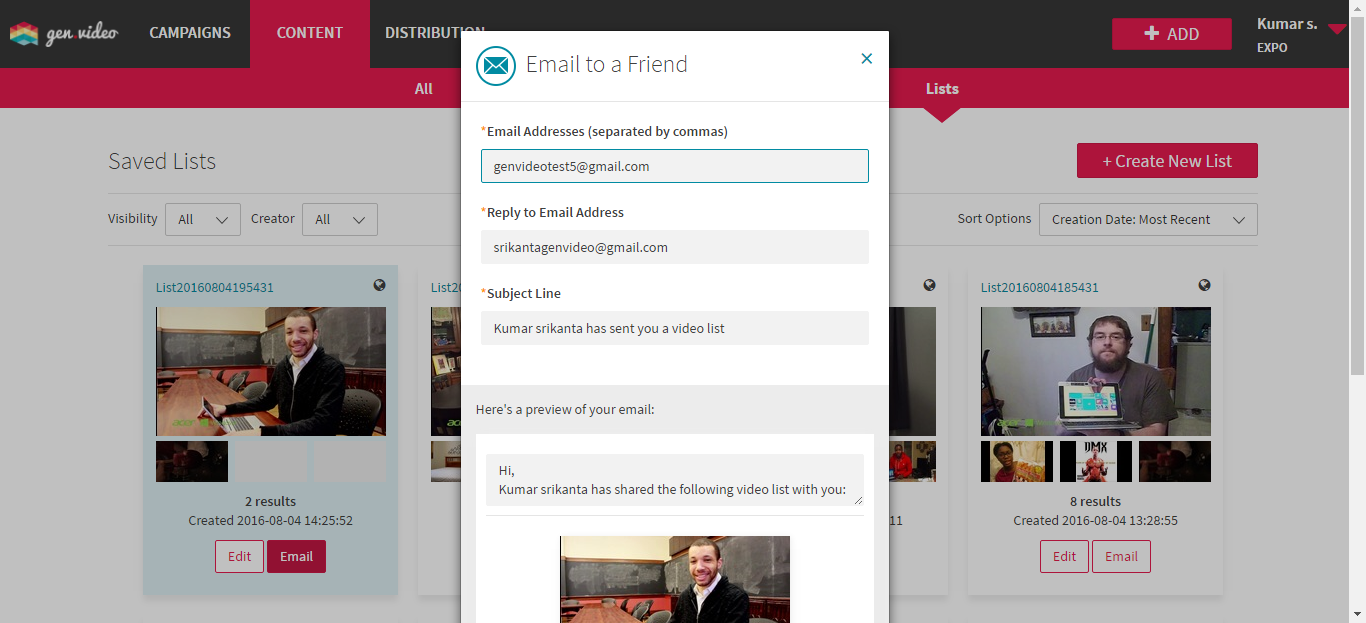 gen.video
CAMPAIGNS
CONTENT
DISTRIBUTION
+ ADD
Kumar s.
EXPO
All
Lists
Saved Lists
+ Create New List
Visibility
All
Creator
All
Sort Options
Creation Date: Most Recent
Email to a Friend
*Email Addresses (separated by commas)
genvideotest5@gmail.com
*Reply to Email Address
srikantagenvideo@gmail.com
*Subject Line
Kumar srikanta has sent you a video list
Here's a preview of your email:
Hi,
Kumar srikanta has shared the following video list with you:
List20160804195431
acer
2 results
Created 2016-08-04 14:25:52
Edit
Email
List2
acer
11
List20160804185431
acer
DMX
8 results
Created 2016-08-04 13:28:55
Edit
Email